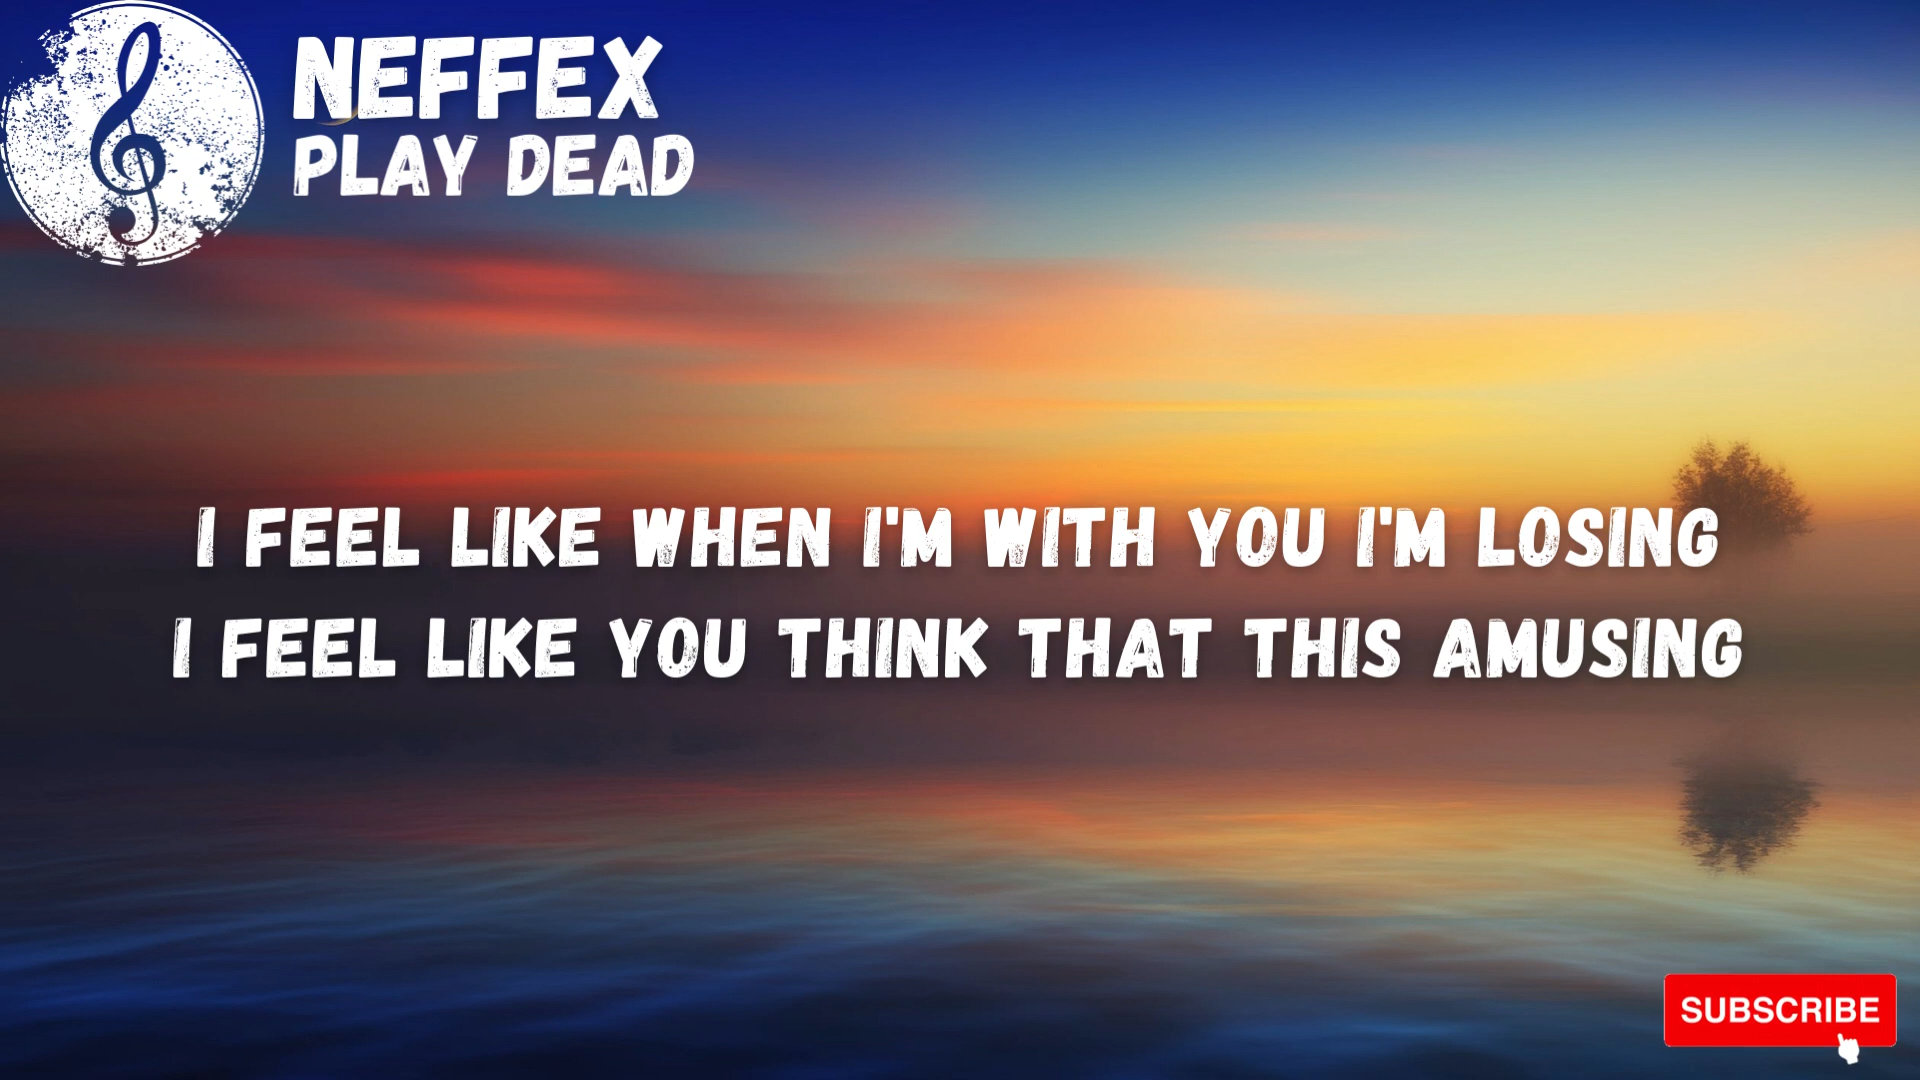 NEFFEX
PLAY DEAD
I FEEL LIKE WHEN I'M WITH YOU I'M LOSING
I FEEL LIKE YOU THINK THAT THIS AMUSING
SUBSCRIBE